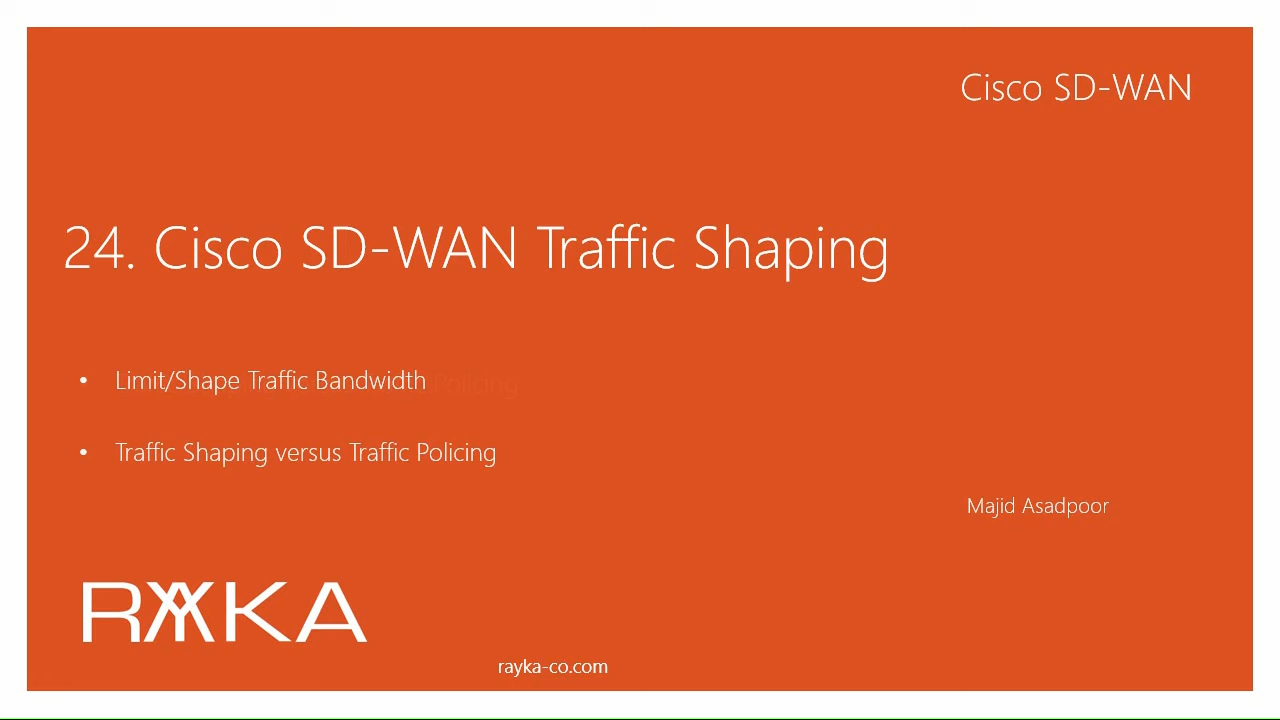 Cisco SD-WAN
24. Cisco SD-WAN Traffic Shaping
• Limit/Shape Traffic Bandwidth
• Traffic Shaping versus Traffic Policing
Majid Asadpoor
RAYKA
rayka-co.com